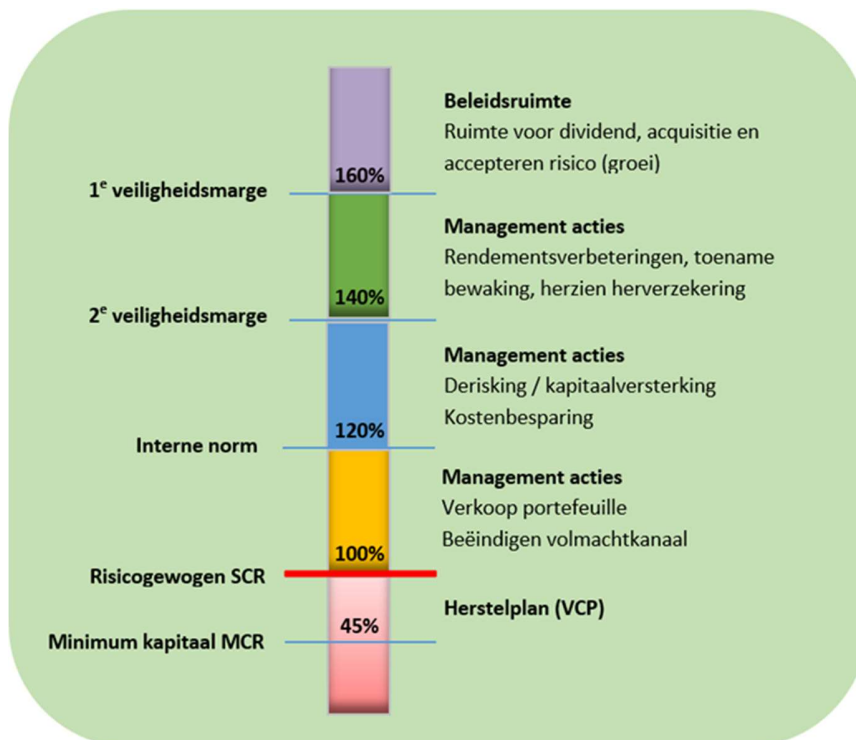 Beleidsruimte
Ruimte voor dividend, acquisitie en
accepteren risico (groei)
160%
1e veiligheidsmarge
Management acties
Rendementsverbeteringen, toename
bewaking, herzien herverzekering
140%
2e veiligheidsmarge
Management acties
Derisking / kapitaalversterking
Kostenbesparing
120%
Interne norm
Management acties
Verkoop portefeuille
Beëindigen volmachtkanaal
100%
Risicogewogen SCR
Herstelplan (VCP)
45%
Minimum kapitaal MCR